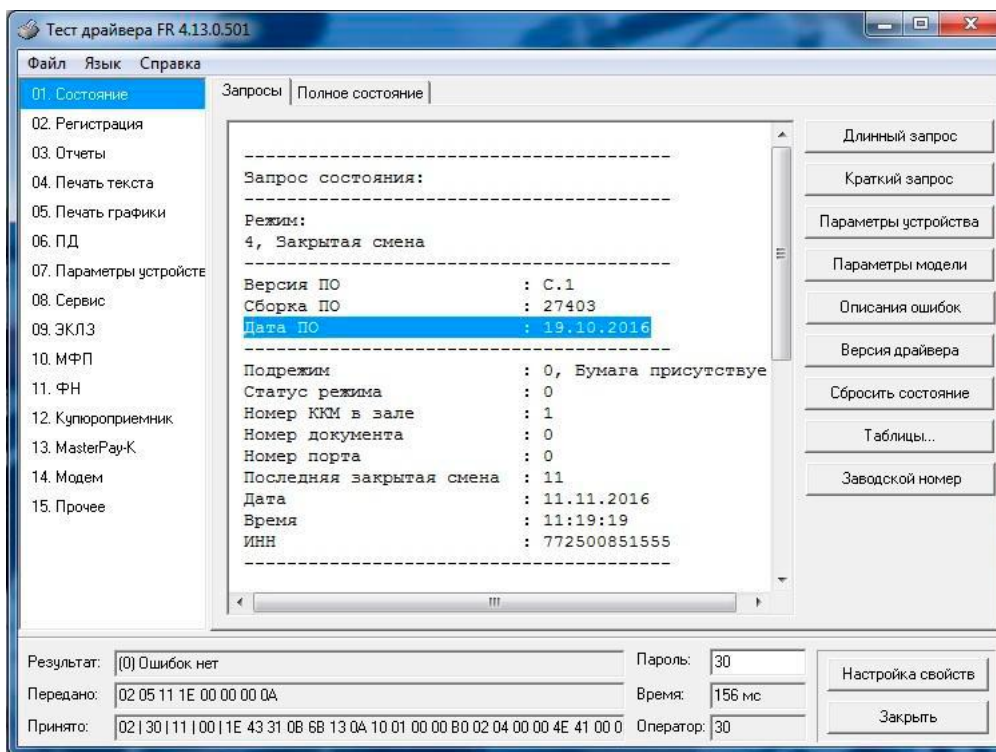 Тест драйвера FR 4.13.0.501
Файл Язык Справка
01. Состояние
02. Регистрация
03. Отчеты
04. Печать текста
05. Печать графики
06. ПД
07. Параметры устройств
08. Сервис
09. ЭКЛЗ
10. МФП
11. ФН
12. Купюроприемник
13. MasterPay-K
14. Модем
15. Прочее
Запросы Полное состояние
----------------------------------------
Запрос состояния:
----------------------------------------
Режим:
4, Закрытая смена
----------------------------------------
Версия ПО : C.1
Сборка ПО : 27403
Дата ПО : 19.10.2016
----------------------------------------
Подрежим : 0, Бумага присутствуе
Статус режима : 0
Номер ККМ в зале : 1
Номер документа : 0
Номер порта : 0
Последняя закрытая смена : 11
Дата : 11.11.2016
Время : 11:19:19
ИНН : 772500851555
----------------------------------------
Длинный запрос
Краткий запрос
Параметры устройства
Параметры модели
Описания ошибок
Версия драйвера
Сбросить состояние
Таблицы...
Заводской номер
Результат: (0) Ошибок нет
Передано: 02 05 11 1E 00 00 00 0A
Принято: 02 | 30 | 11 | 00 | 1E 43 31 0B 6B 13 0A 10 01 00 00 B0 02 04 00 00 4E 41 00 0
Пароль: 30
Время: 156 мс
Оператор: 30
Настройка свойств
Закрыть